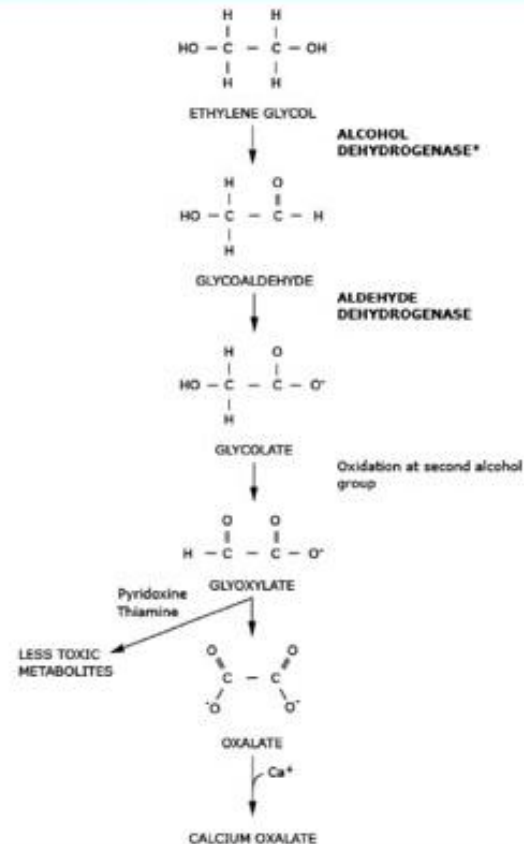 H H
HO – C – C – OH
H H
ETHYLENE GLYCOL
ALCOHOL
DEHYDROGENASE*
H O
HO – C – C – H
H
GLYCOALDEHYDE
ALDEHYDE
DEHYDROGENASE
H O
HO – C – C – O-
H
GLYCOLATE
Oxidation at second alcohol
group
O O
H – C – C – O-
GLYOXYLATE
Pyridoxine
Thiamine
LESS TOXIC
METABOLITES
O O
C – C
-O O-
OXALATE
Ca+
CALCIUM OXALATE